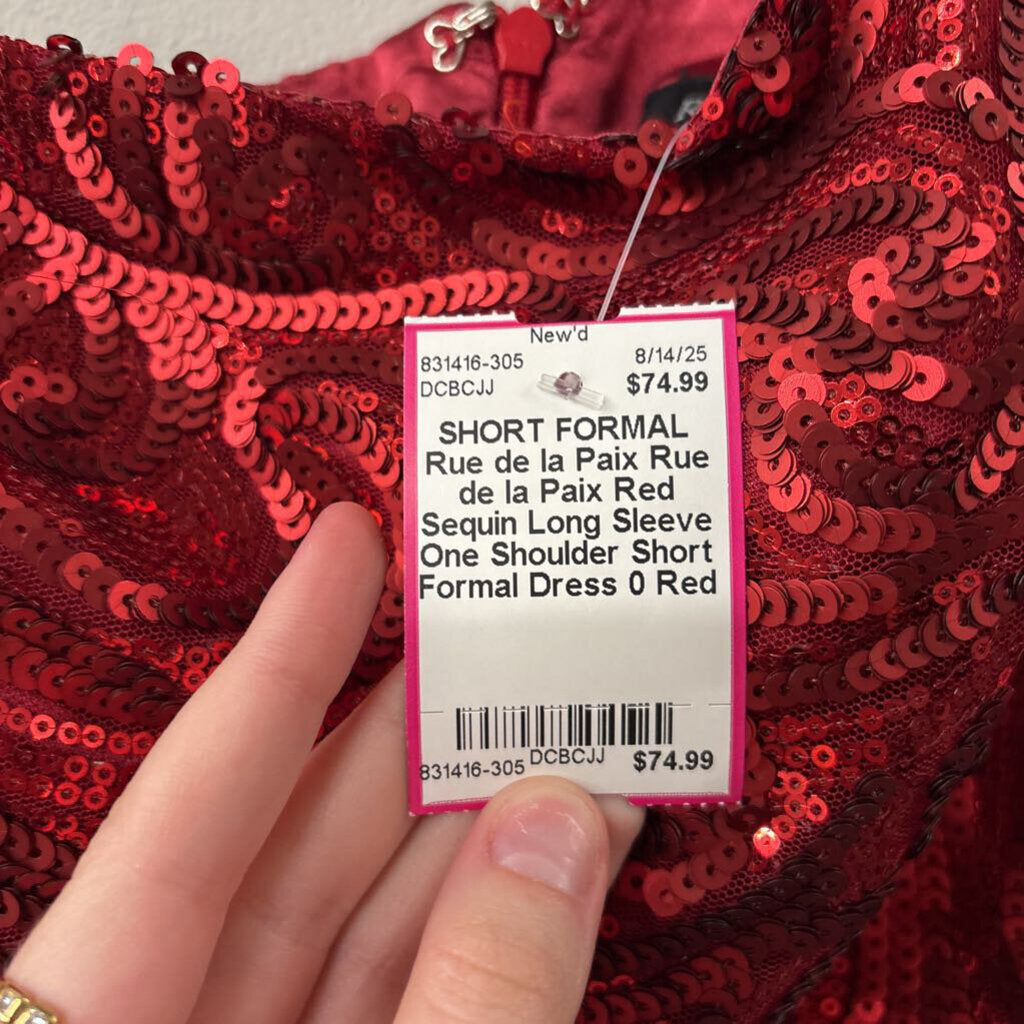 New'd
831416-305 8/14/25
DCBCJJ $74.99
SHORT FORMAL
Rue de la Paix Rue
de la Paix Red
Sequin Long Sleeve
One Shoulder Short
Formal Dress 0 Red
831416-305 DCBCJJ $74.99